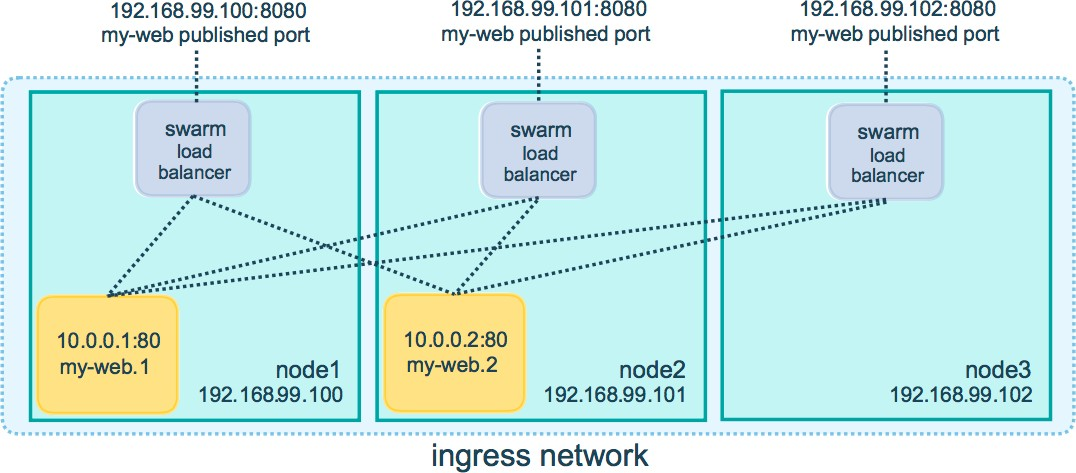 192.168.99.100:8080
my-web published port
192.168.99.101:8080
my-web published port
192.168.99.102:8080
my-web published port
swarm
load
balancer
swarm
load
balancer
swarm
load
balancer
10.0.0.1:80
my-web.1
node1
192.168.99.100
10.0.0.2:80
my-web.2
node2
192.168.99.101
node3
192.168.99.102
ingress network